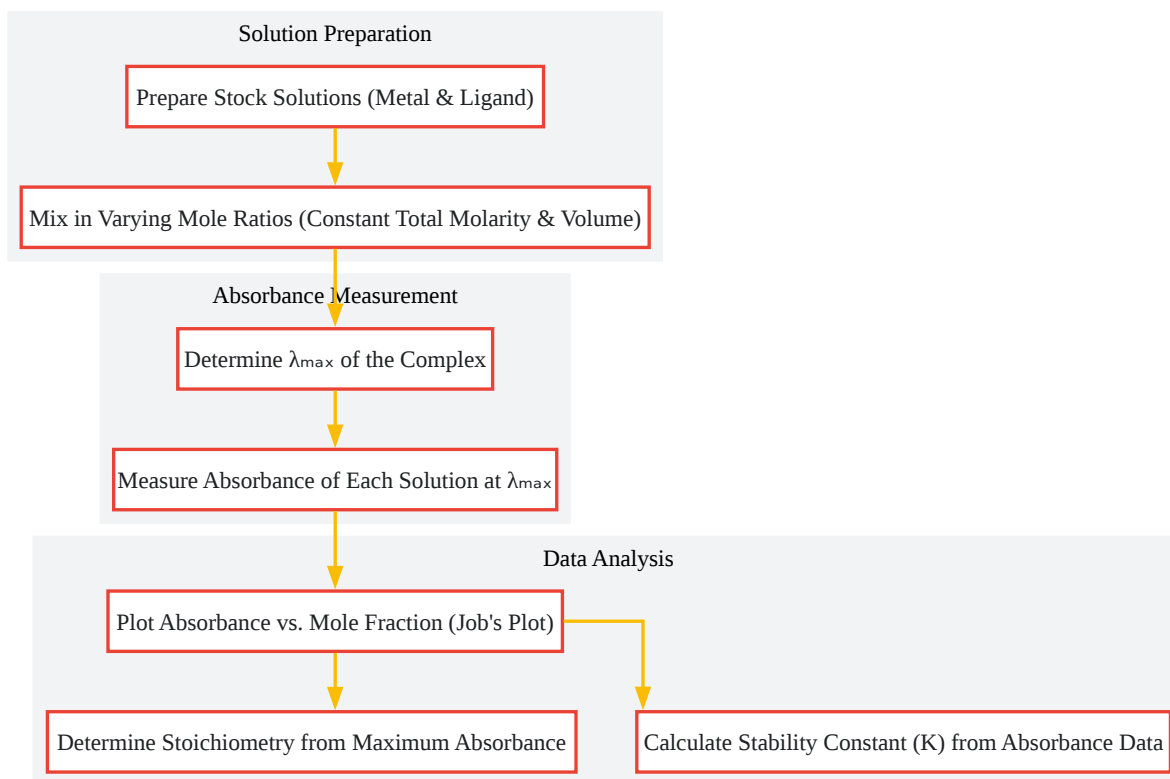 Solution Preparation
Prepare Stock Solutions (Metal & Ligand)
Mix in Varying Mole Ratios (Constant Total Molarity & Volume)
Absorbance Measurement
Determine λₘₐₓ of the Complex
Measure Absorbance of Each Solution at λₘₐₓ
Data Analysis
Plot Absorbance vs. Mole Fraction (Job's Plot)
Determine Stoichiometry from Maximum Absorbance
Calculate Stability Constant (K) from Absorbance Data